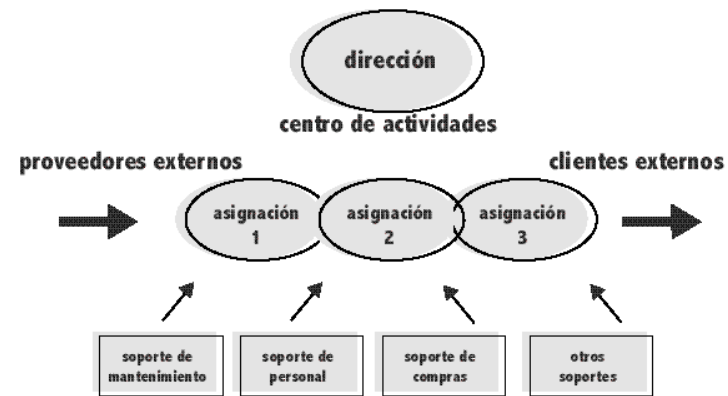 dirección
centro de actividades
proveedores externos
clientes externos
asignación
1
asignación
2
asignación
3
soporte de
mantenimiento
soporte de
personal
soporte de
compras
otros
soportes